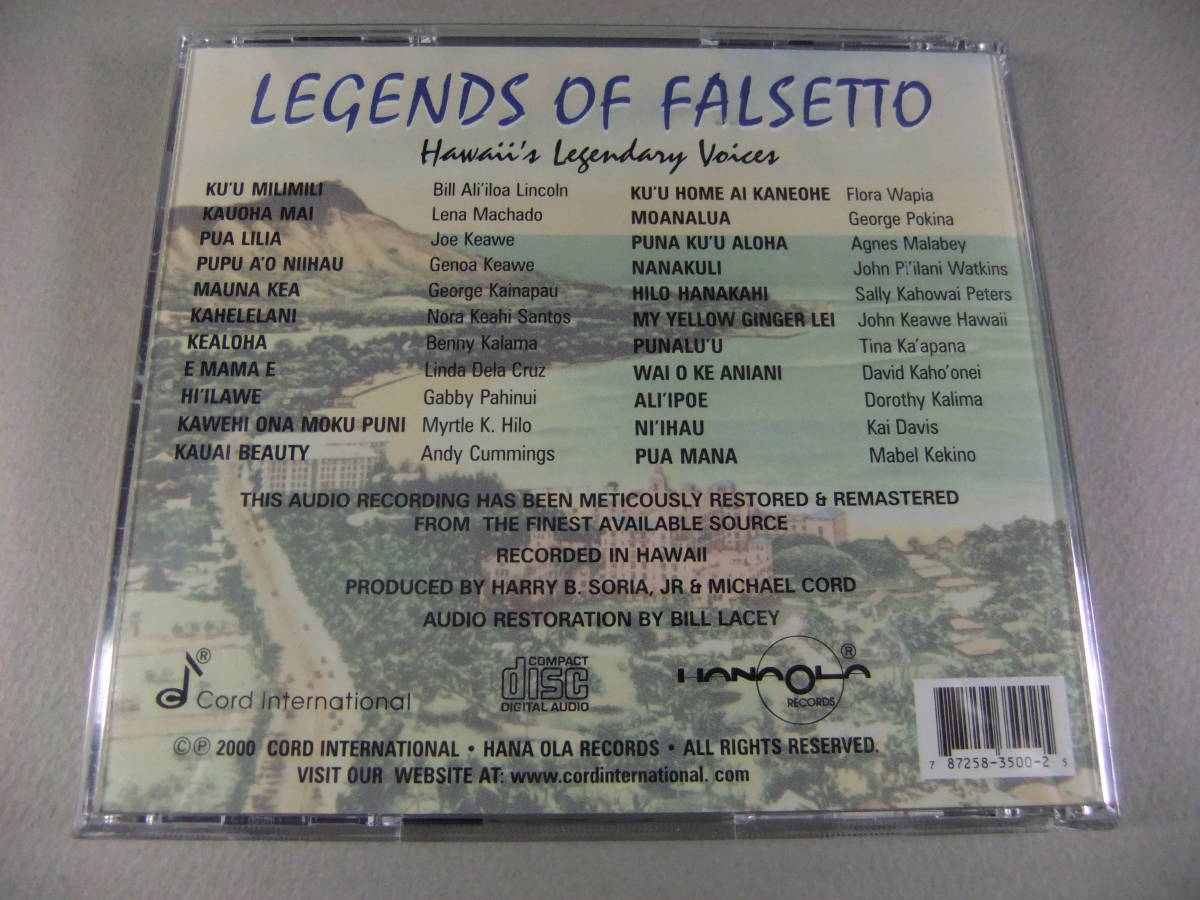 LEGENDS OF FALSETTO
Hawaii's Legendary Voices
KU'U MILIMILI Bill Ali'iloa Lincoln
KAUOHA MAI Lena Machado
PUA LILIA Joe Keawe
PUPU A'O NIIHAU Genoa Keawe
MAUNA KEA George Kainapau
KAHELELANI Nora Keahi Santos
KEALOHA Benny Kalama
E MAMA E Linda Dela Cruz
HI'ILAWE Gabby Pahinui
KAWEHI ONA MOKU PUNI Myrtle K. Hilo
KAUAI BEAUTY Andy Cummings
KU'U HOME AI KANEOHE Flora Wapia
MOANALUA George Pokina
PUNA KU'U ALOHA Agnes Malabey
NANAKULI John Pi'ilani Watkins
HILO HANAKAHI Sally Kahowai Peters
MY YELLOW GINGER LEI John Keawe Hawaii
PUNALU'U Tina Ka'apana
WAI O KE ANIANI David Kaho'onei
ALI'IPOE Dorothy Kalima
NI'IHAU Kai Davis
PUA MANA Mabel Kekino
THIS AUDIO RECORDING HAS BEEN METICOUSLY RESTORED & REMASTERED
FROM THE FINEST AVAILABLE SOURCE
RECORDED IN HAWAII
PRODUCED BY HARRY B. SORIA, JR & MICHAEL CORD
AUDIO RESTORATION BY BILL LACEY
® Cord International
COMPACT
disc
DIGITAL AUDIO
HANAOLA ®
RECORDS
©℗ 2000 CORD INTERNATIONAL • HANA OLA RECORDS • ALL RIGHTS RESERVED.
VISIT OUR WEBSITE AT: www.cordinternational. com
7 87258-3500-2 5